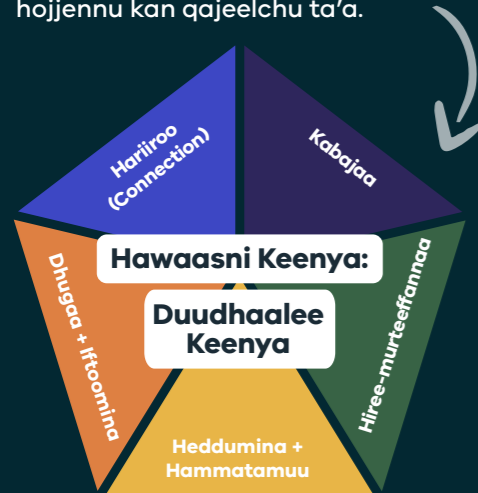 hojjennu kan qajeelchu ta'a.
Hariiroo
(Connection)
Kabajaa
Hawaasni Keenya:
Duudhaalee
Keenya
Dhugaa + Iftoomina
Hiree-murteeffannaa
Heddumina +
Hammatamuu